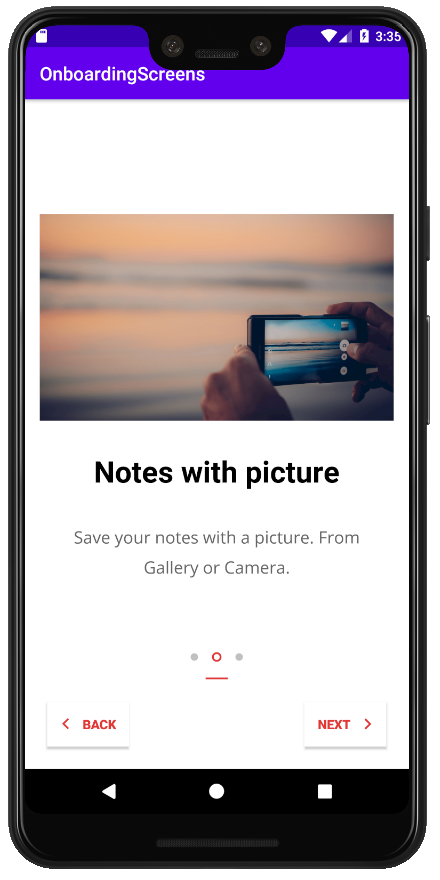 3:35
OnboardingScreens
Notes with picture
Save your notes with a picture. From
Gallery or Camera.
BACK
NEXT